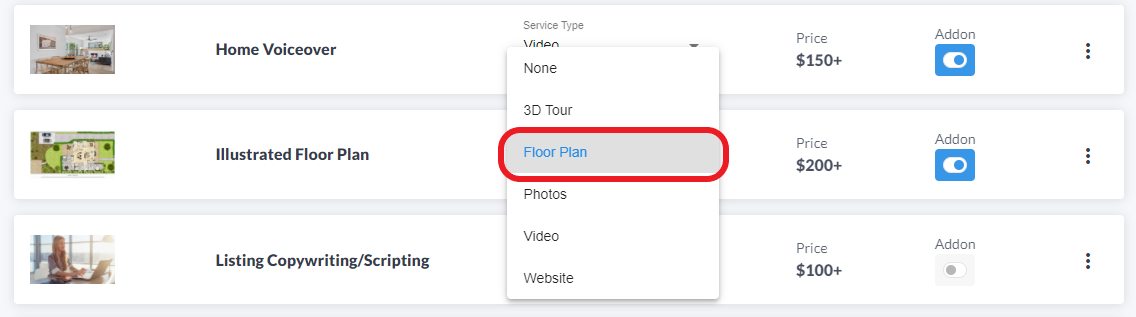 Service Type
Home Voiceover
Video
Price
$150+
Addon
None
3D Tour
Illustrated Floor Plan
Floor Plan
Price
$200+
Addon
Photos
Listing Copywriting/Scripting
Video
Website
Price
$100+
Addon